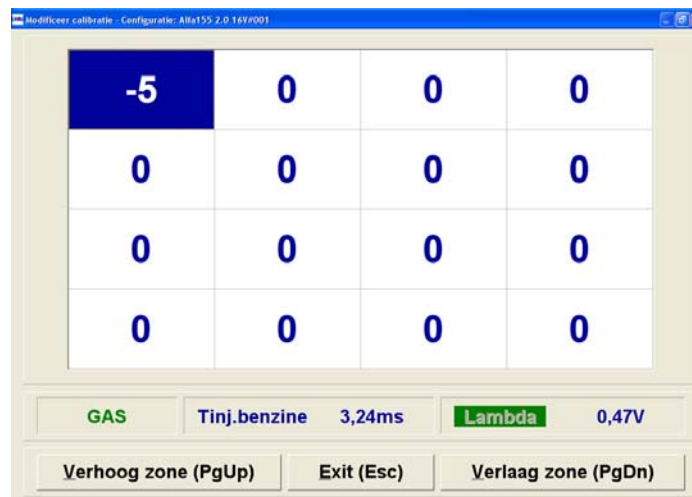 Modificeer calibratie - Configuratie: Alfa155 2.0 16V#001
-5 0 0 0
0 0 0 0
0 0 0 0
0 0 0 0
GAS Tinj.benzine 3,24ms Lambda 0,47V
Verhoog zone (PgUp) Exit (Esc) Verlaag zone (PgDn)